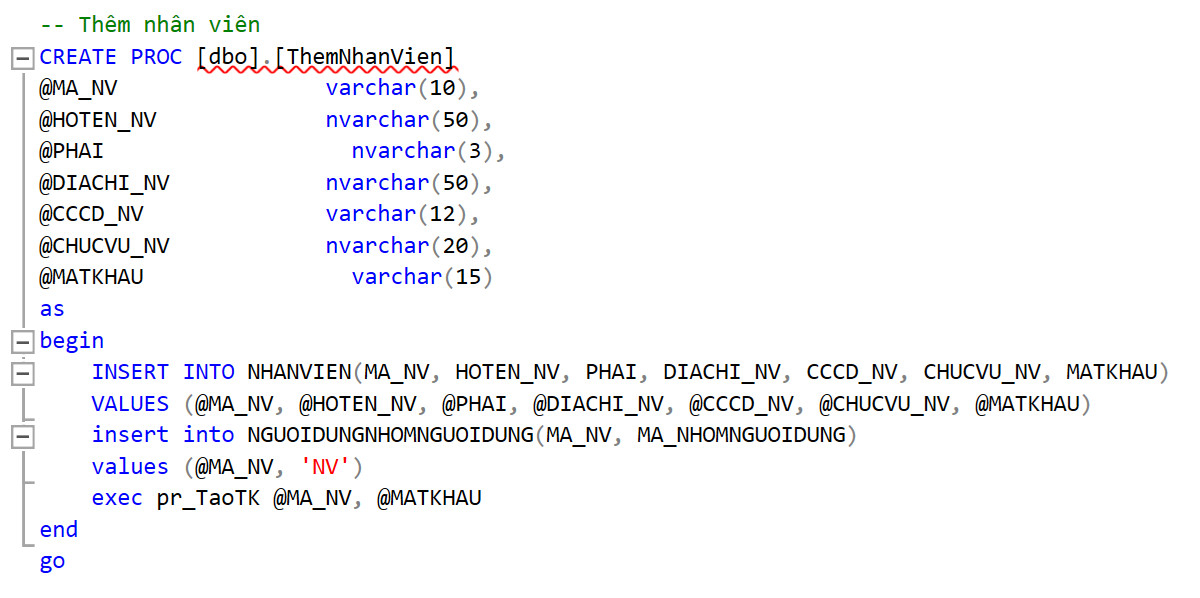 -- Thêm nhân viên
CREATE PROC [dbo].[ThemNhanVien]
@MA_NV varchar(10),
@HOTEN_NV nvarchar(50),
@PHAI nvarchar(3),
@DIACHI_NV nvarchar(50),
@CCCD_NV varchar(12),
@CHUCVU_NV nvarchar(20),
@MATKHAU varchar(15)
as
begin
INSERT INTO NHANVIEN(MA_NV, HOTEN_NV, PHAI, DIACHI_NV, CCCD_NV, CHUCVU_NV, MATKHAU)
VALUES (@MA_NV, @HOTEN_NV, @PHAI, @DIACHI_NV, @CCCD_NV, @CHUCVU_NV, @MATKHAU)
insert into NGUOIDUNGNHOMNGUOIDUNG(MA_NV, MA_NHOMNGUOIDUNG)
values (@MA_NV, 'NV')
exec pr_TaoTK @MA_NV, @MATKHAU
end
go